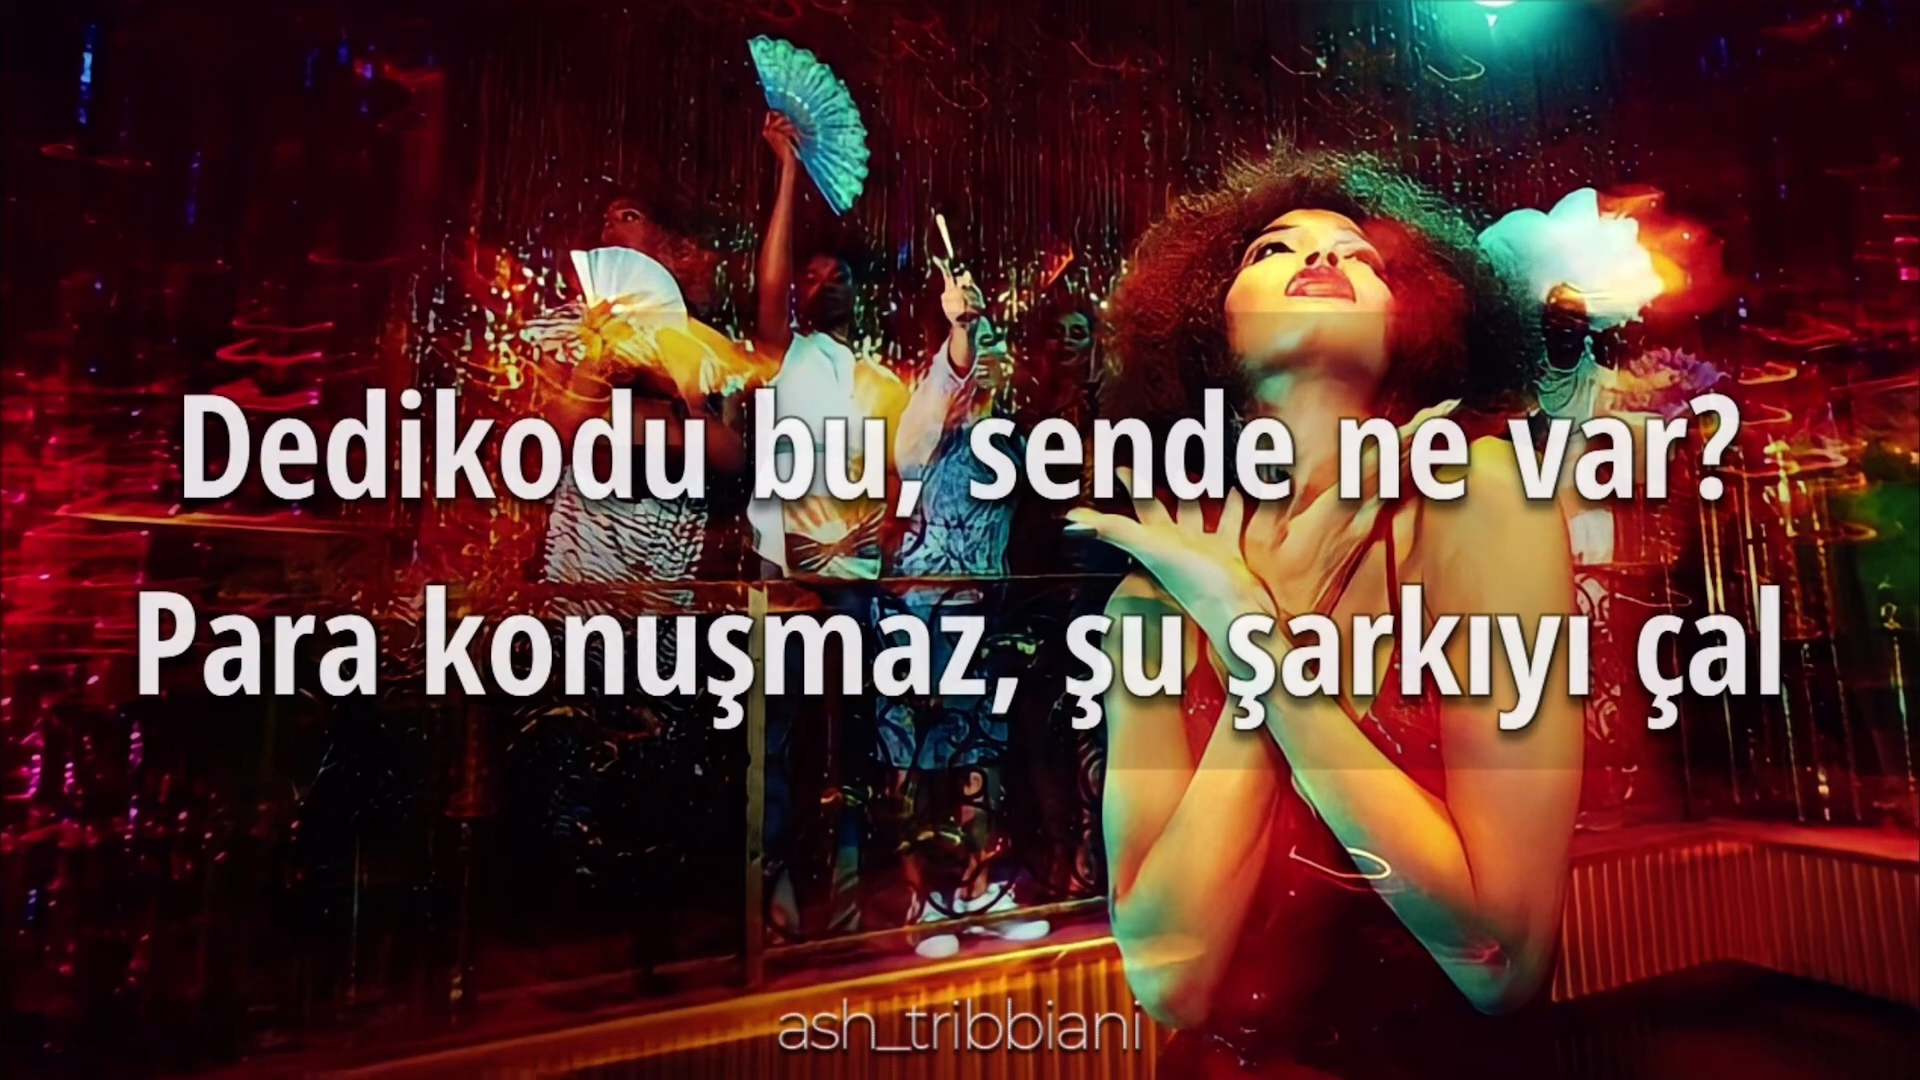 Dedikodu bu, sende ne var?
Para konuşmaz, şu şarkıyı çal
ash_tribbiani